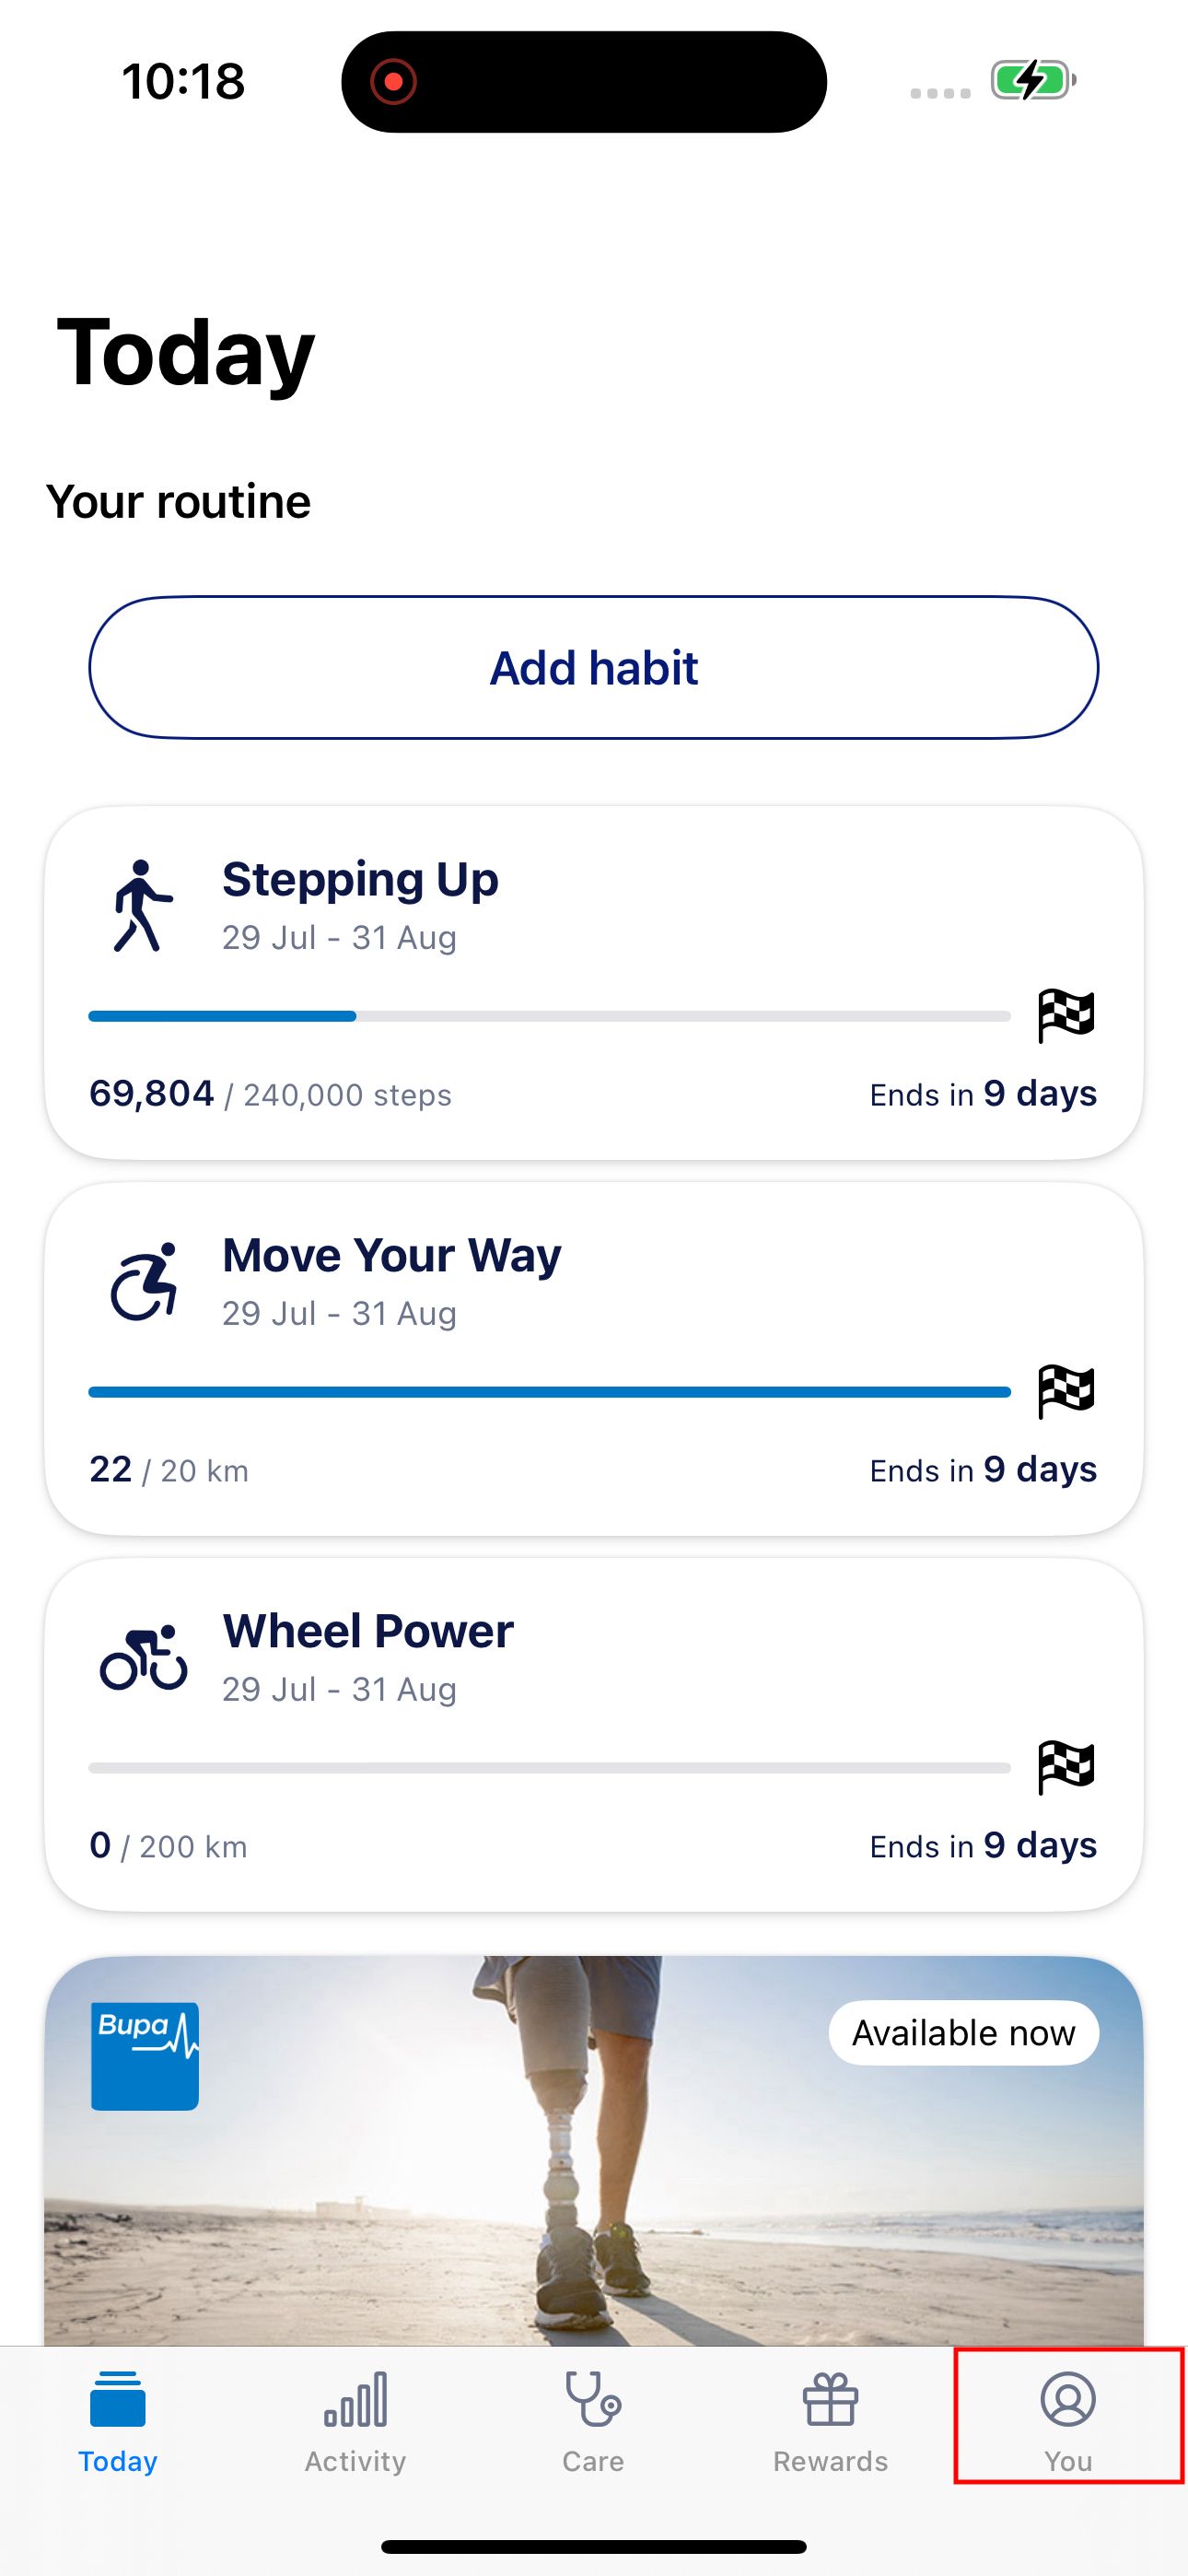 10:18
Today
Your routine
Add habit
Stepping Up
29 Jul - 31 Aug
69,804 / 240,000 steps
Ends in 9 days
Move Your Way
29 Jul - 31 Aug
22 / 20 km
Ends in 9 days
Wheel Power
29 Jul - 31 Aug
0 / 200 km
Ends in 9 days
Bupa
Available now
Today
Activity
Care
Rewards
You